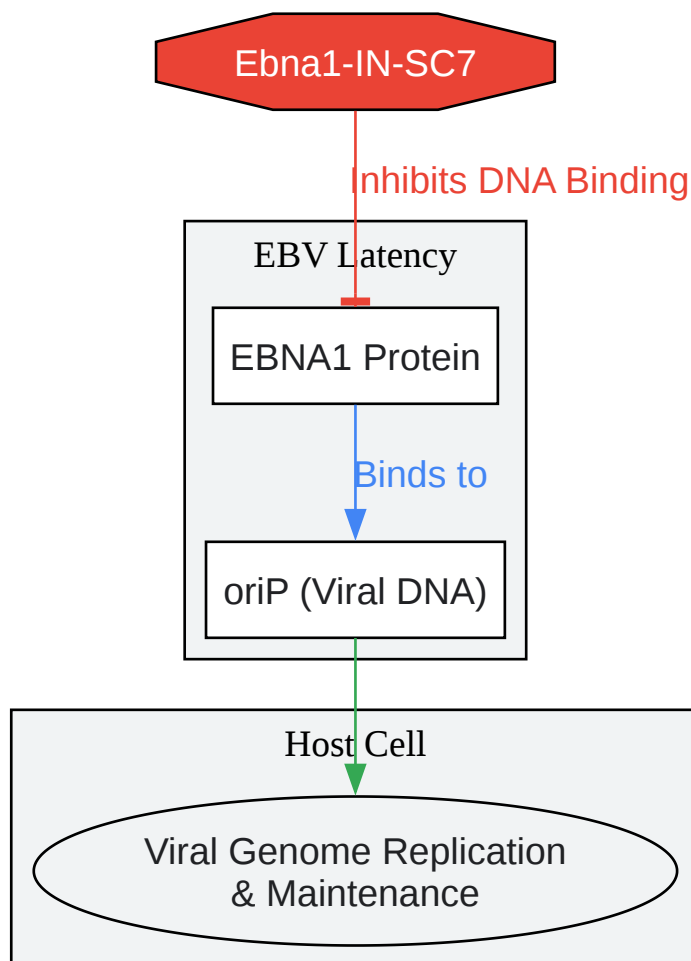 Ebna1-IN-SC7
Inhibits DNA Binding
EBV Latency
EBNA1 Protein
Binds to
oriP (Viral DNA)
Host Cell
Viral Genome Replication
& Maintenance